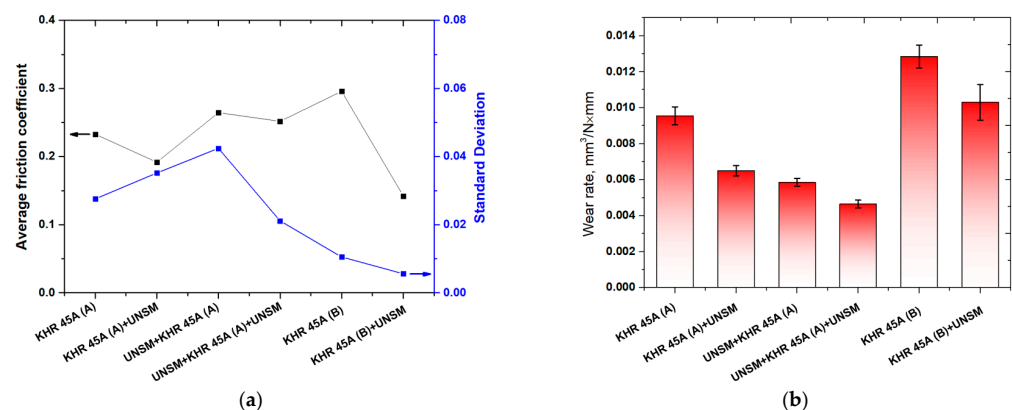 0.4
0.3
0.2
0.1
0.0
Average friction coefficient
0.08
0.06
0.04
0.02
0.00
Standard Deviation
KHR 45A (A)
KHR 45A (A)+UNSM
UNSM+KHR 45A (A)
UNSM+KHR 45A (A)+UNSM
KHR 45A (B)
KHR 45A (B)+UNSM
(a)
0.014
0.012
0.010
0.008
0.006
0.004
0.002
0.000
Wear rate, mm³/N×mm
KHR 45A (A)
KHR 45A (A)+UNSM
UNSM+KHR 45A (A)
UNSM+KHR 45A (A)+UNSM
KHR 45A (B)
KHR 45A (B)+UNSM
(b)